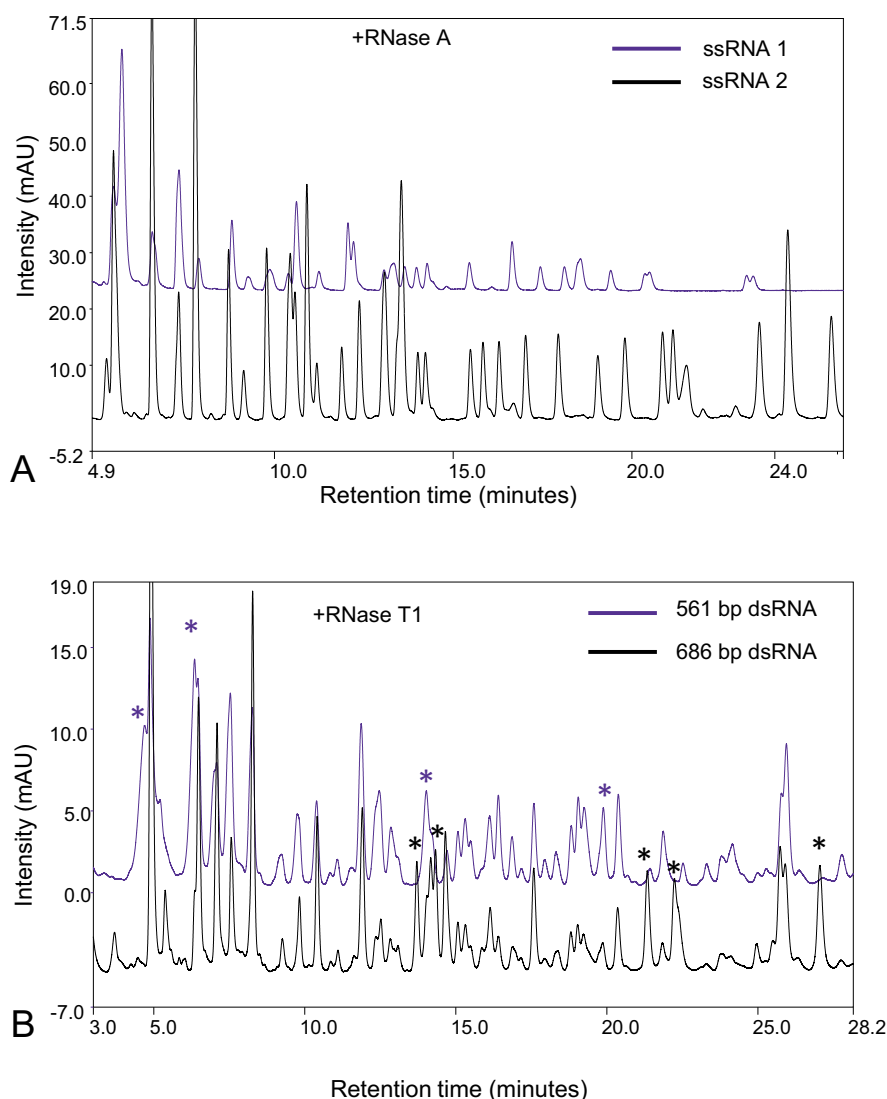 71.5
+RNase A
ssRNA 1
ssRNA 2
60.0
50.0
40.0
30.0
20.0
10.0
-5.2
Intensity (mAU)
4.9 10.0 15.0 20.0 24.0
Retention time (minutes)
A
19.0
+RNase T1
561 bp dsRNA
686 bp dsRNA
15.0
10.0
5.0
0.0
-7.0
Intensity (mAU)
* * * * * * * * *
3.0 5.0 10.0 15.0 20.0 25.0 28.2
Retention time (minutes)
B